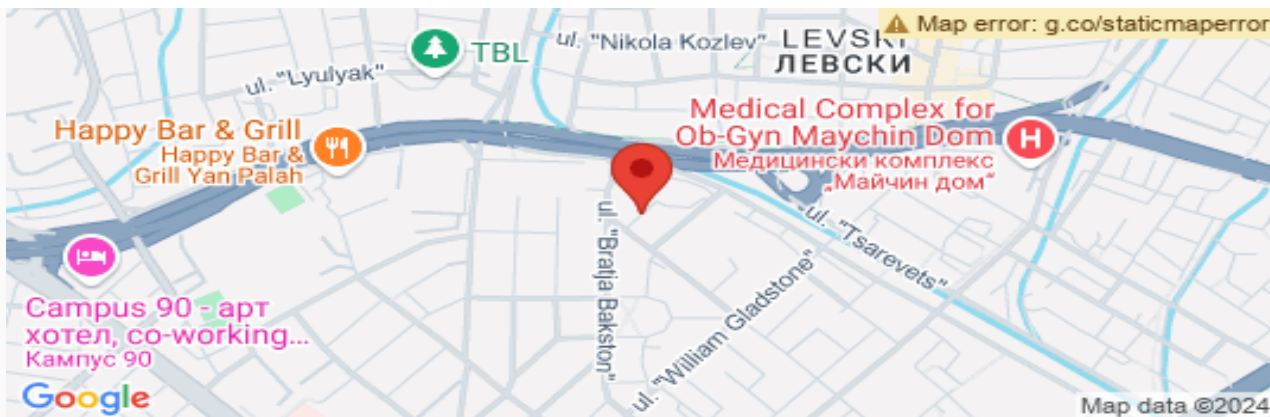 Map error: g.co/staticmaperror
ul. "Nikola Kozlev"
LEVSKI
ЛЕВСКИ
TBL
ul. "Lyulyak"
Medical Complex for
Ob-Gyn Maychin Dom
Медицински комплекс
„Майчин дом“
Happy Bar & Grill
Happy Bar &
Grill Yan Palah
ul. "Bratja Bakston"
ul. "Tsarevets"
ul. "William Gladstone"
Campus 90 - арт
хотел, co-working...
Кампус 90
Google
Map data ©2024